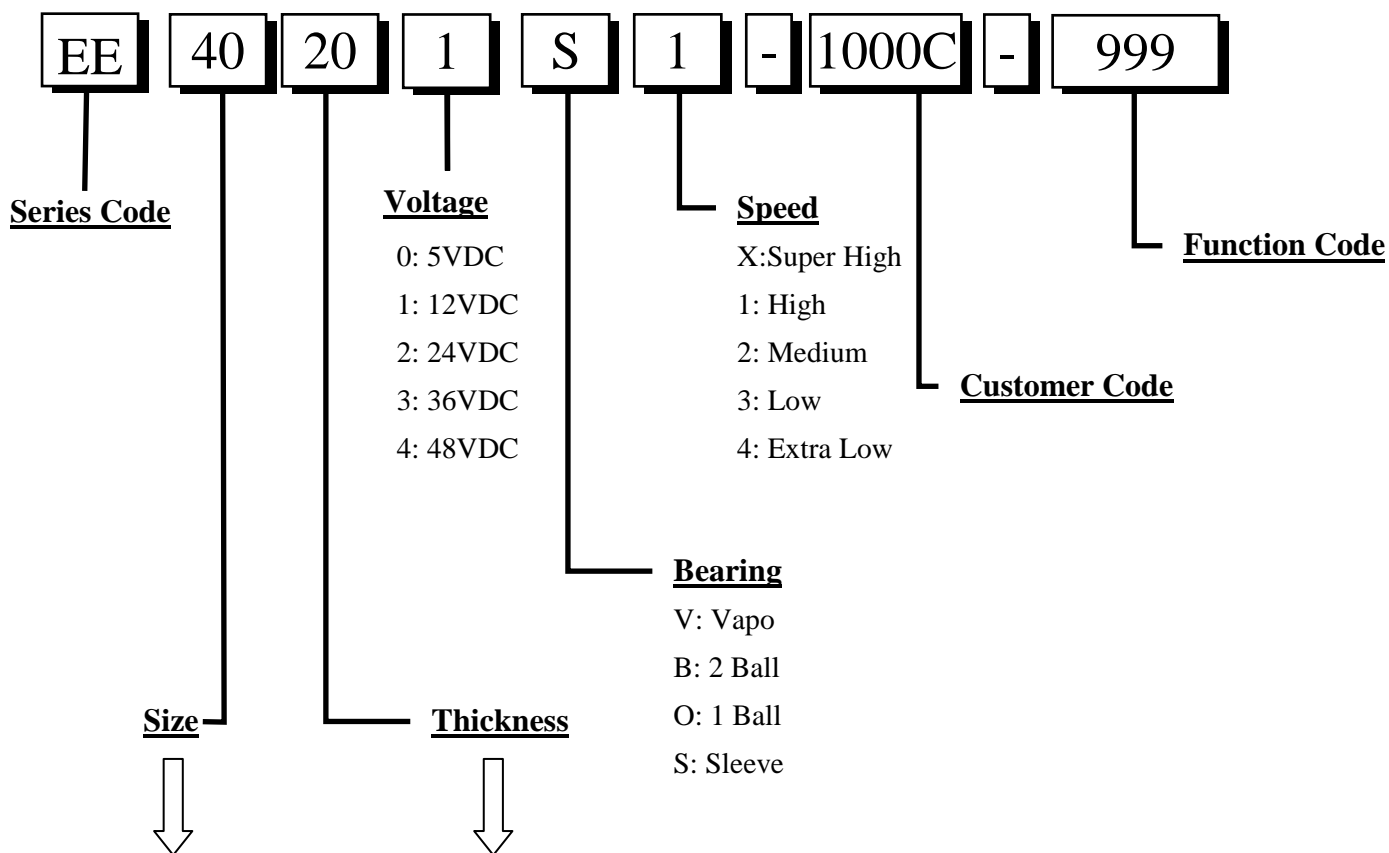 EE 40 20 1 S 1 - 1000C - 999
Series Code
Voltage
0: 5VDC
1: 12VDC
2: 24VDC
3: 36VDC
4: 48VDC
Speed
X:Super High
1: High
2: Medium
3: Low
4: Extra Low
Function Code
Customer Code
Bearing
V: Vapo
B: 2 Ball
O: 1 Ball
S: Sleeve
Size
Thickness